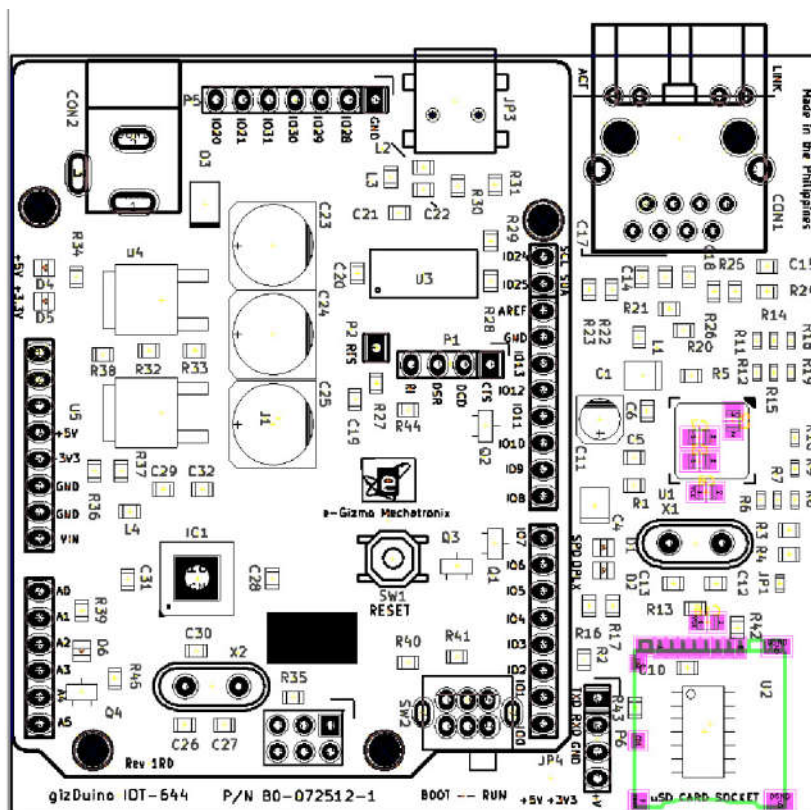 ACT
LINK
Made in the Philippines
CON2
P5
IO20
IO21
IO31
IO30
IO29
IO28
GND
JP3
CON1
D3
L2
L3
C21
C22
R30
R31
C23
C17
R34
U4
C20
U3
R29
IO24
IO25
SCL SDA
C14
C18
R25
C15
+5V +3.3V
D4
D5
C24
P2
RTS
R28
AREF
GND
R21
R14
R23
R22
R26
R20
L1
R11
R12
R15
R38
R32
R33
P1
RI
DSR
DCD
CTS
IO13
IO12
IO11
IO10
IO9
IO8
C1
R5
C25
J1
R27
C19
R44
Q2
C11
C6
C5
U5
+5V
3V3
GND
GND
VIN
R37
R36
C29
C32
L4
e-Gizmo Mechatronix
R1
U1
X1
R7
R6
R3
R4
C4
IC1
C31
C28
SW1
RESET
Q3
Q1
IO7
IO6
IO5
IO4
IO3
IO2
IO1
IO0
SPD
DPLX
D1
D2
C13
C12
JP1
A0
A1
A2
A3
A4
A5
R39
D6
C30
X2
R35
R40
R41
R13
R42
R16
R17
R2
C10
U2
R45
Q4
C26
C27
SW2
TXD
RXD
GND
+V
R43
P6
Rev 1RD
JP4
gizDuino IOT-644
P/N BO-072512-1
BOOT -- RUN
+5V +3V3
uSD CARD SOCKET